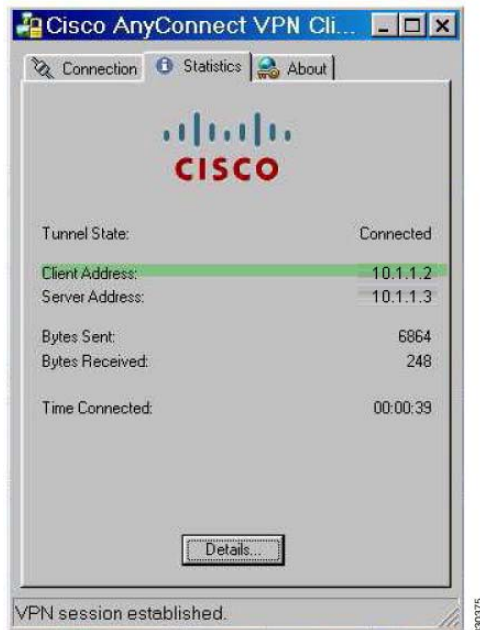 Cisco AnyConnect VPN Cli...
Connection Statistics About
CISCO
Tunnel State: Connected
Client Address: 10.1.1.2
Server Address: 10.1.1.3
Bytes Sent: 6864
Bytes Received: 248
Time Connected: 00:00:39
Details...
VPN session established.